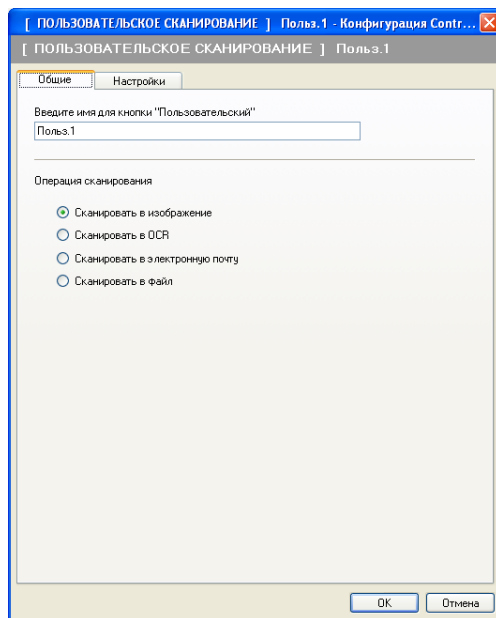 [ ПОЛЬЗОВАТЕЛЬСКОЕ СКАНИРОВАНИЕ ] Польз.1 - Конфигурация Contr...
[ ПОЛЬЗОВАТЕЛЬСКОЕ СКАНИРОВАНИЕ ] Польз.1
Общие Настройки
Введите имя для кнопки "Пользовательский"
Польз.1
Операция сканирования
Сканировать в изображение
Сканировать в OCR
Сканировать в электронную почту
Сканировать в файл
OK Отмена